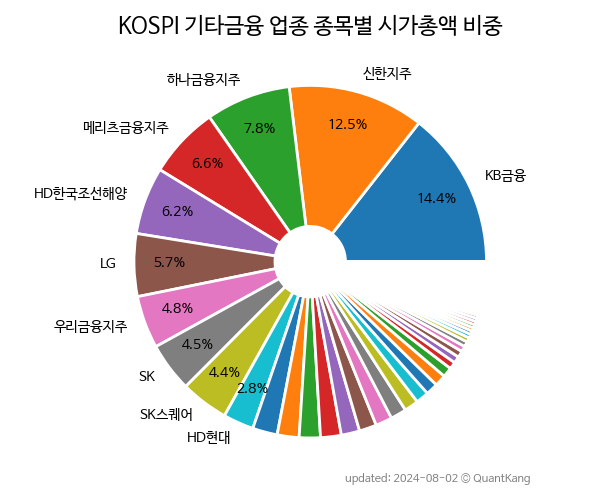 KOSPI 기타금융 업종 종목별 시가총액 비중
KB금융
14.4%
신한지주
12.5%
하나금융지주
7.8%
메리츠금융지주
6.6%
HD한국조선해양
6.2%
LG
5.7%
우리금융지주
4.8%
SK
4.5%
SK스퀘어
4.4%
HD현대
2.8%
updated: 2024-08-02 © QuantKang